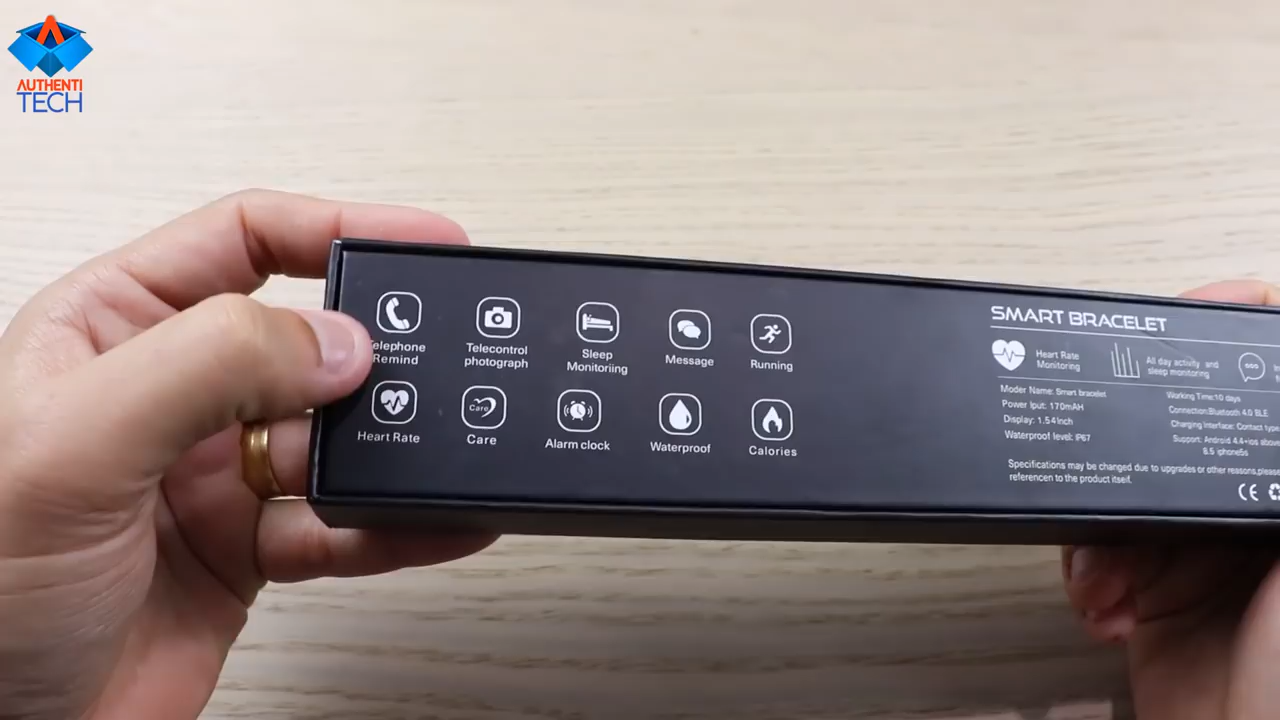 AUTHENTI
TECH
elephone
Remind
Telecontrol
photograph
Sleep
Monitoriing
Message
Running
Heart Rate
Care
Care
Alarm clock
Waterproof
Calories
SMART BRACELET
Heart Rate
Monitoring
All day activity and
sleep monitoring
Moder Name: Smart bracelet
Power lput: 170mAH
Display: 1.54Inch
Waterproof level: IP67
Working Time:10 days
Connection:Bluetooth 4.0 BLE
Charging Interface: Contact type
Support: Android 4.4+ios above
8.5 iphone5s
Specifications may be changed due to upgrades or other reasons,please
referencen to the product itseif.
CE